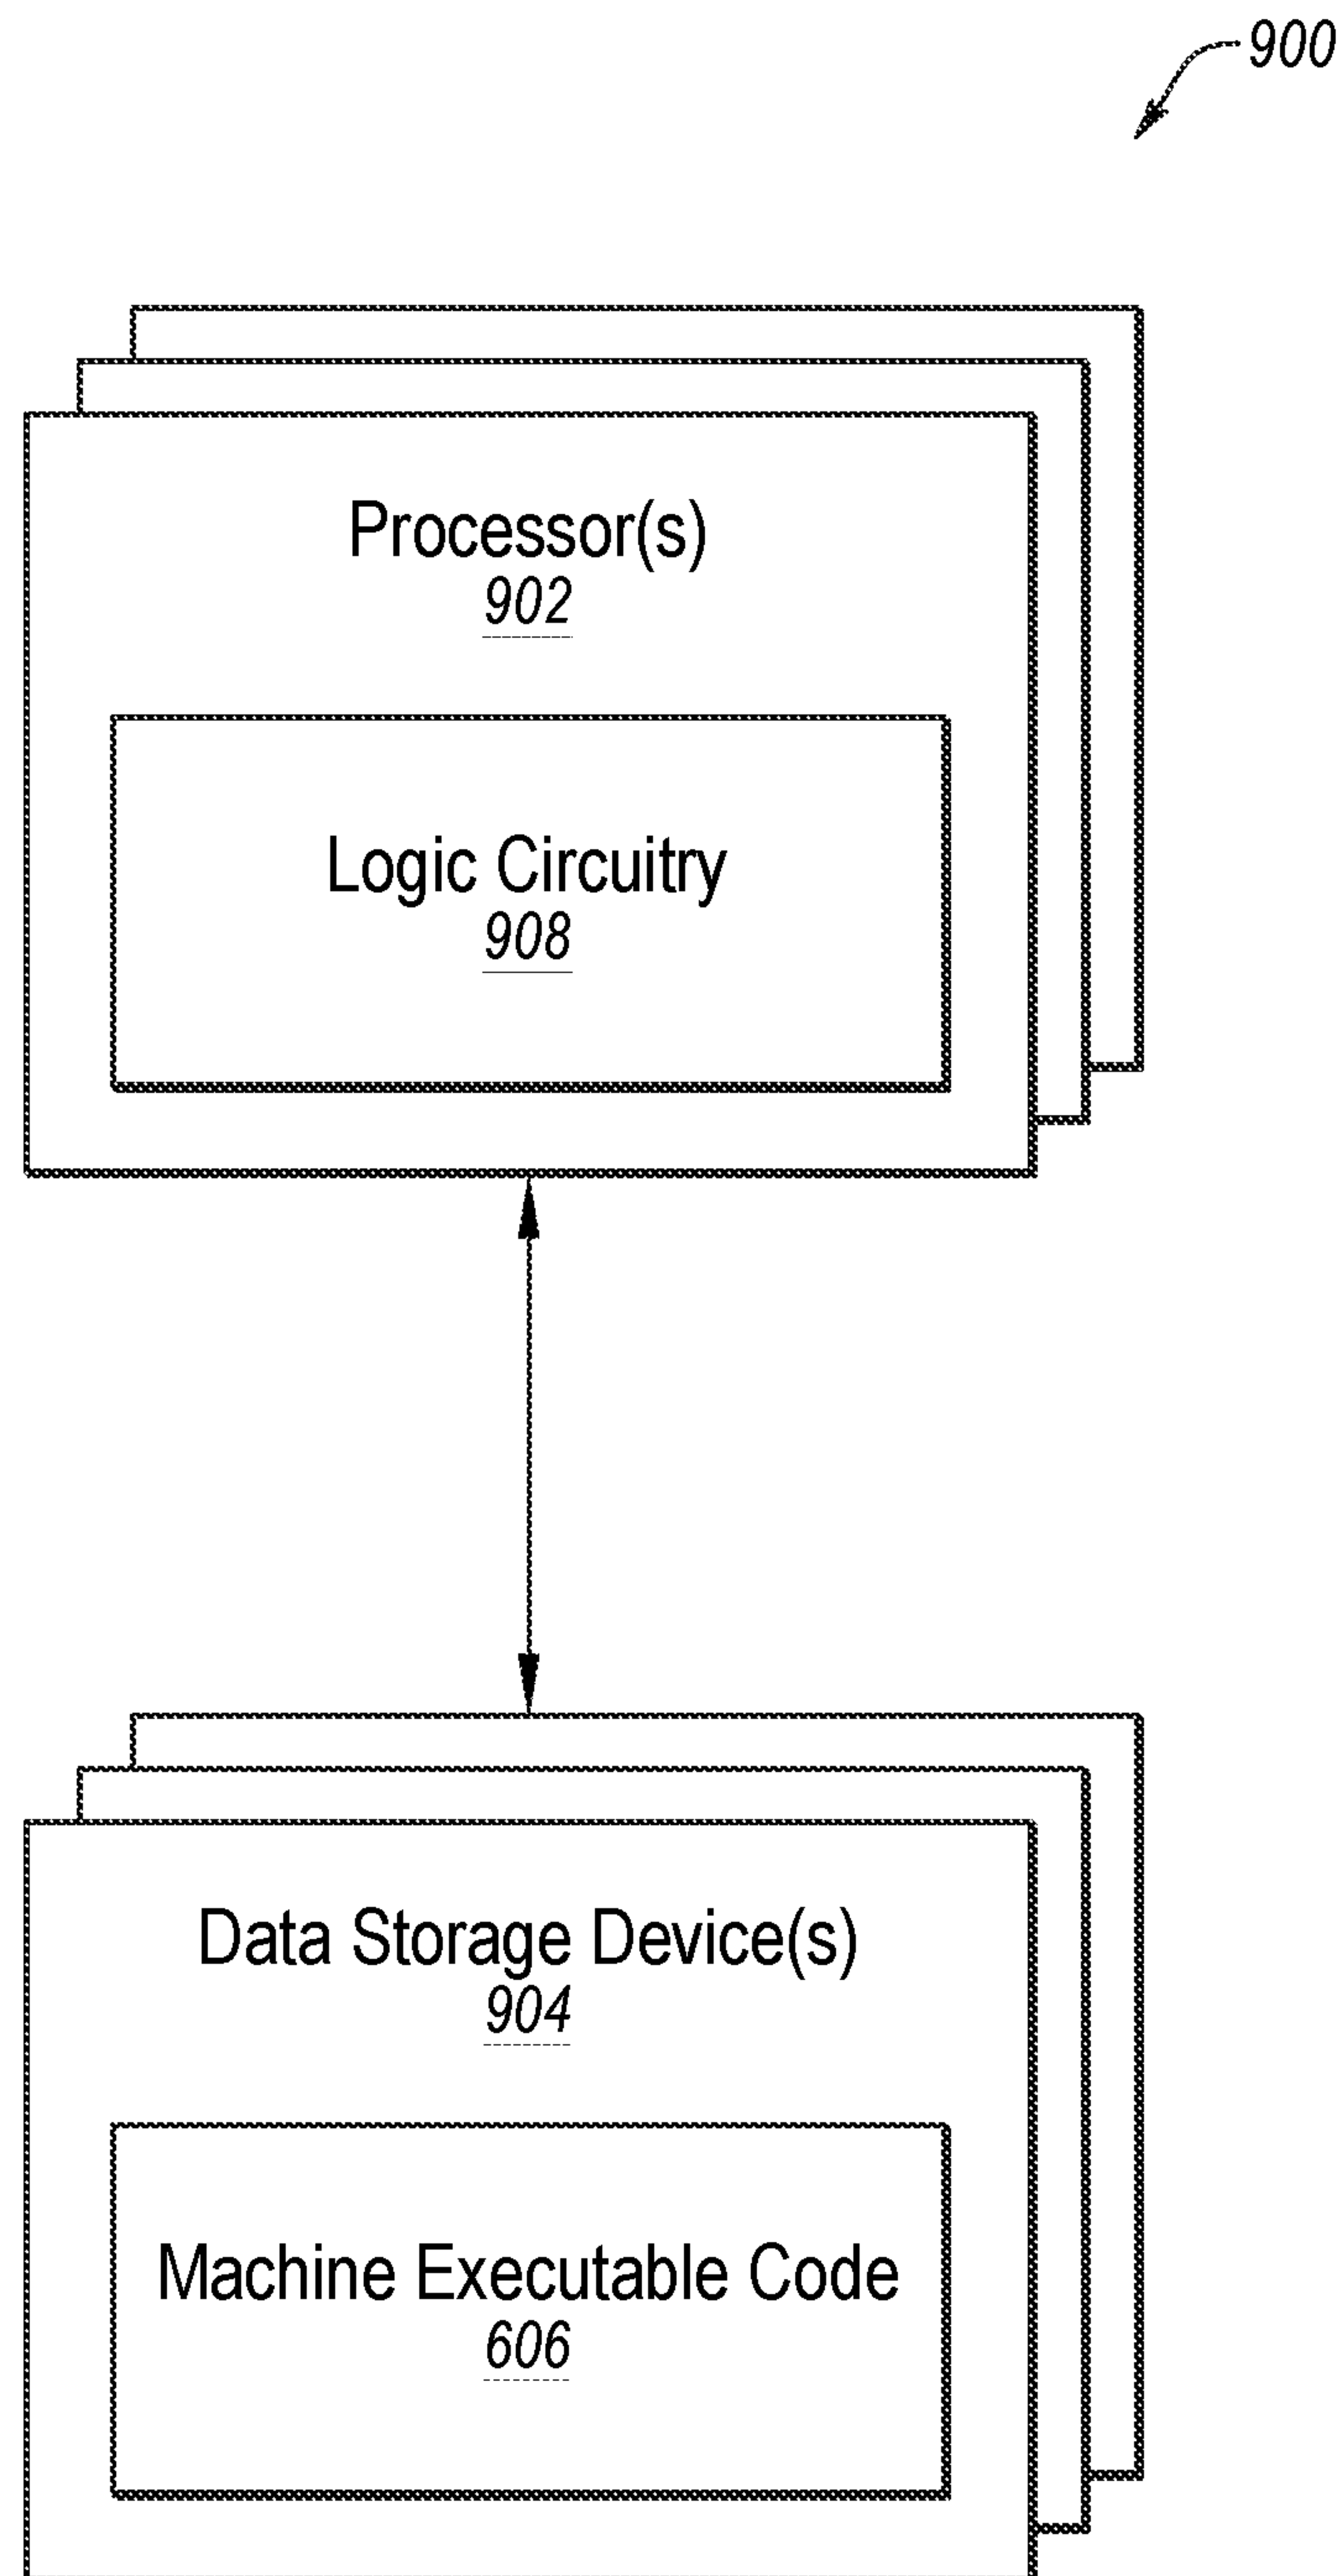 900
Processor(s)
902
Logic Circuitry
908
Data Storage Device(s)
904
Machine Executable Code
606